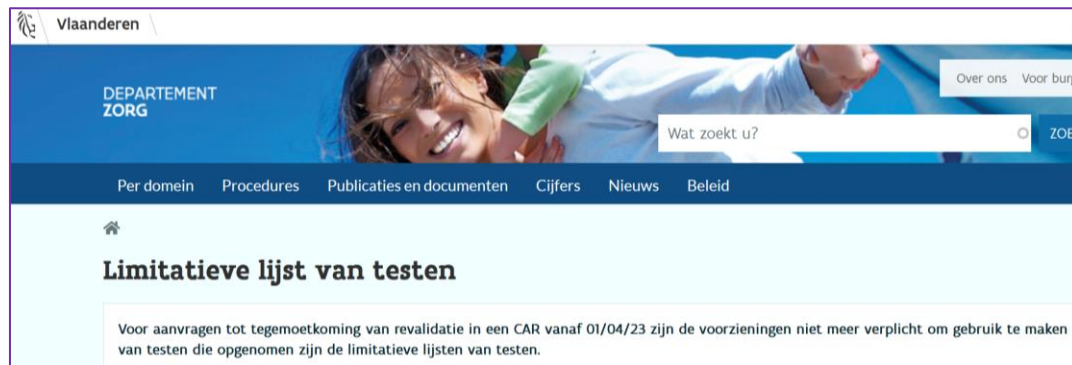 Vlaanderen
DEPARTEMENT
ZORG
Over ons Voor
Wat zoekt u?
Per domein Procedures Publicaties en documenten Cijfers Nieuws Beleid
Limitatieve lijst van testen
Voor aanvragen tot tegemoetkoming van revalidatie in een CAR vanaf 01/04/23 zijn de voorzieningen niet meer verplicht om gebruik te maken
van testen die opgenomen zijn de limitatieve lijsten van testen.